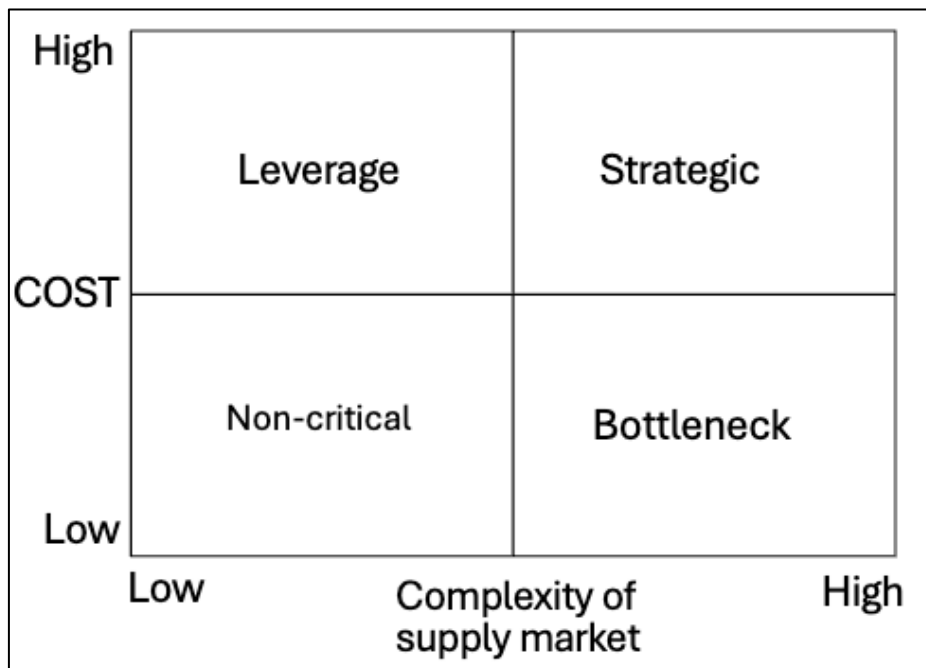 High
Leverage
Strategic
COST
Non-critical
Bottleneck
Low
Low
Complexity of
supply market
High